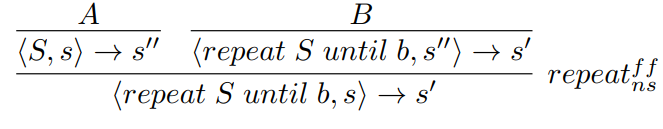 A B
⟨S, s⟩ → s′′ ⟨repeat S until b, s′′⟩ → s′
⟨repeat S until b, s⟩ → s′ repeat^{ff}_{ns}